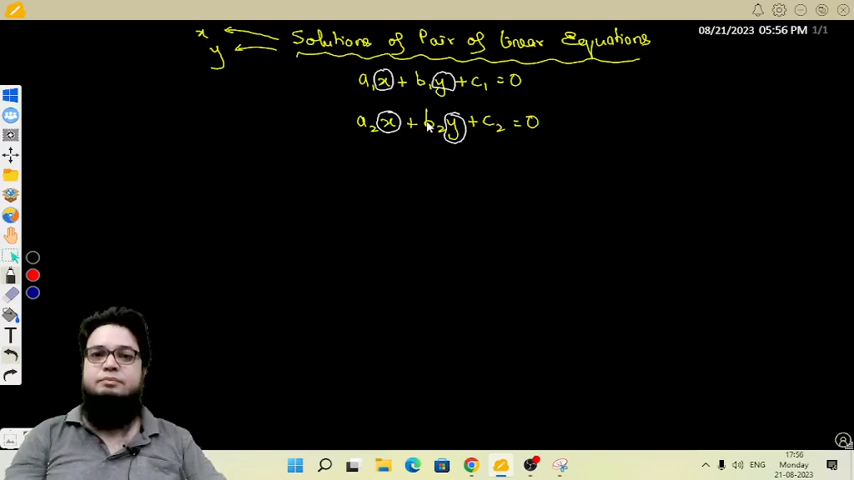 08/21/2023 05:56 PM 1/1
x
y
Solutions of Pair of linear Equations
a₁x + b₁y + c₁ = 0
a₂x + b₂y + c₂ = 0
T
ENG
17:56
Monday
21-08-2023